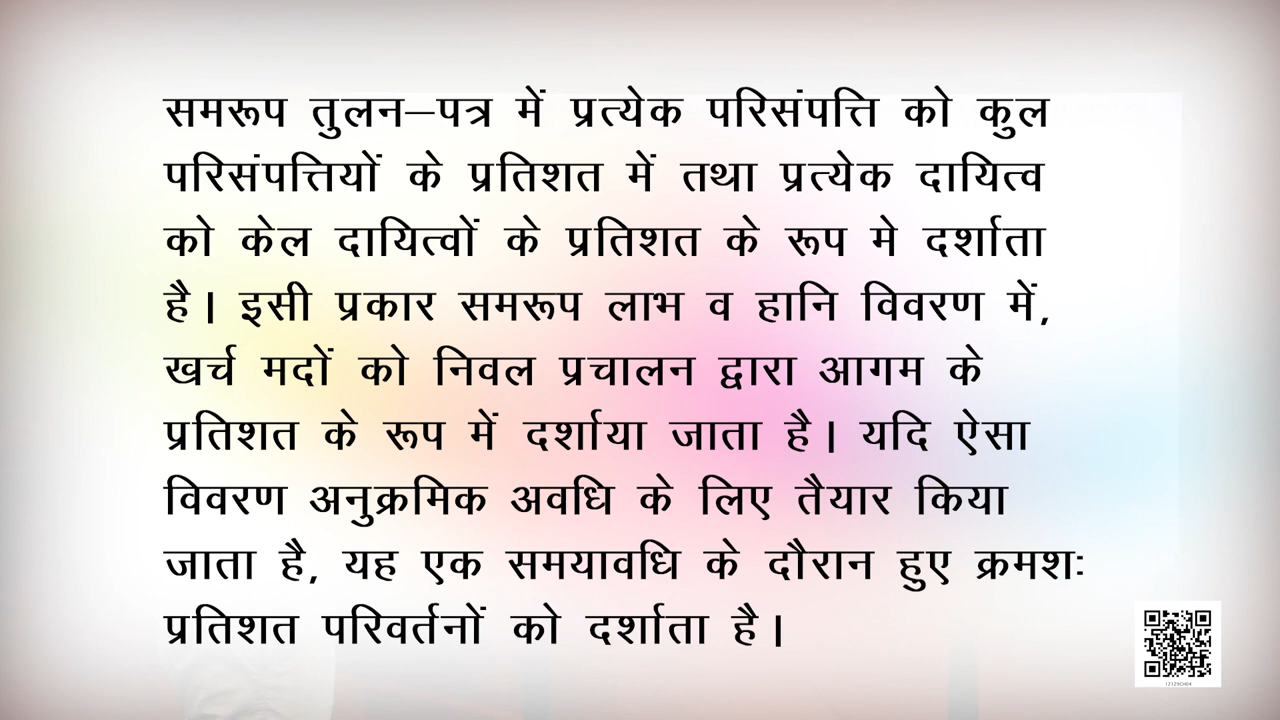 समरूप तुलन–पत्र में प्रत्येक परिसंपत्ति को कुल
परिसंपत्तियों के प्रतिशत में तथा प्रत्येक दायित्व
को केल दायित्वों के प्रतिशत के रूप मे दर्शाता
है। इसी प्रकार समरूप लाभ व हानि विवरण में,
खर्च मदों को निवल प्रचालन द्वारा आगम के
प्रतिशत के रूप में दर्शाया जाता है। यदि ऐसा
विवरण अनुक्रमिक अवधि के लिए तैयार किया
जाता है, यह एक समयावधि के दौरान हुए क्रमशः
प्रतिशत परिवर्तनों को दर्शाता है।
12129CH04